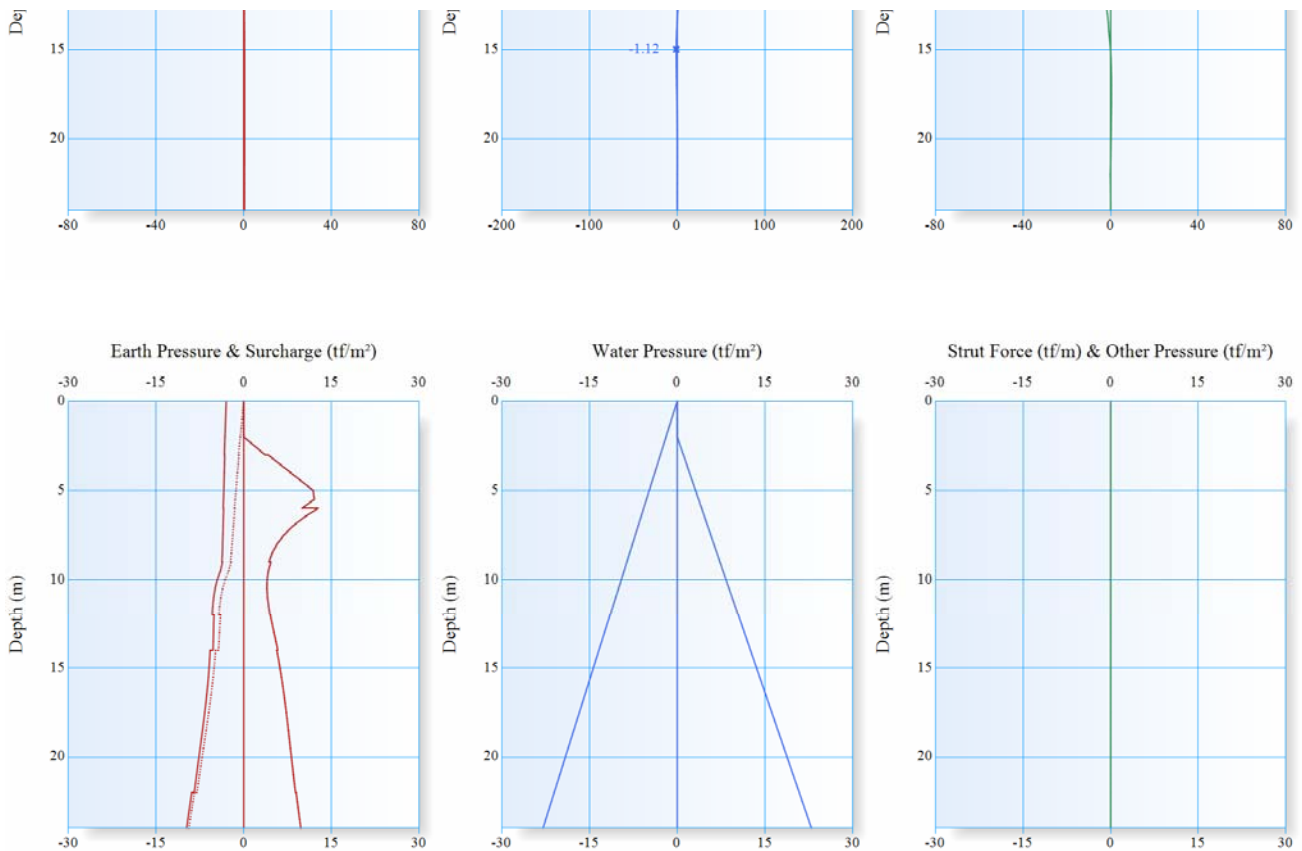 15 -1.12 15 15
20 20 20
-80 -40 0 40 80 -200 -100 0 100 200 -80 -40 0 40 80
Earth Pressure & Surcharge (tf/m²) Water Pressure (tf/m²) Strut Force (tf/m) & Other Pressure (tf/m²)
-30 -15 0 15 30 -30 -15 0 15 30 -30 -15 0 15 30
0 0 0
5 5 5
10 10 10
Depth (m) Depth (m) Depth (m)
15 15 15
20 20 20
-30 -15 0 15 30 -30 -15 0 15 30 -30 -15 0 15 30